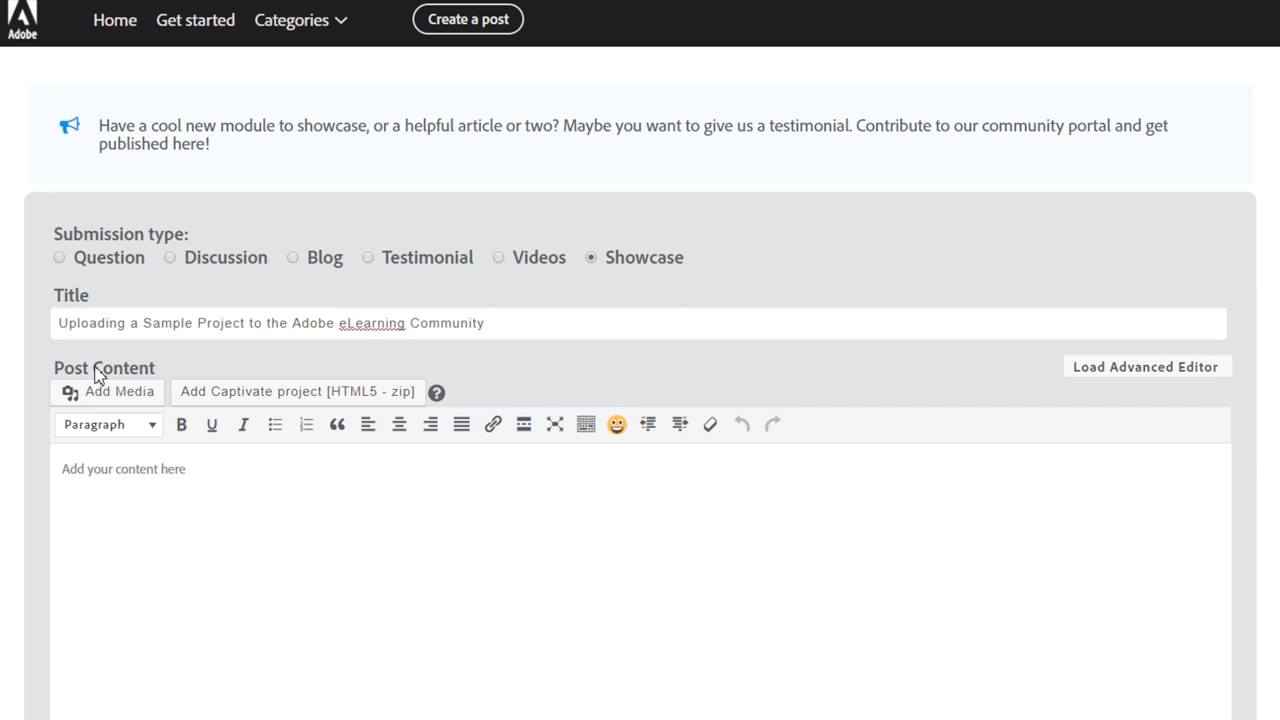 Adobe
Home Get started Categories Create a post
Have a cool new module to showcase, or a helpful article or two? Maybe you want to give us a testimonial. Contribute to our community portal and get
published here!
Submission type:
Question Discussion Blog Testimonial Videos Showcase
Title
Uploading a Sample Project to the Adobe eLearning Community
Post Content
Load Advanced Editor
Add Media Add Captivate project [HTML5 - zip] ?
Paragraph B U I
Add your content here